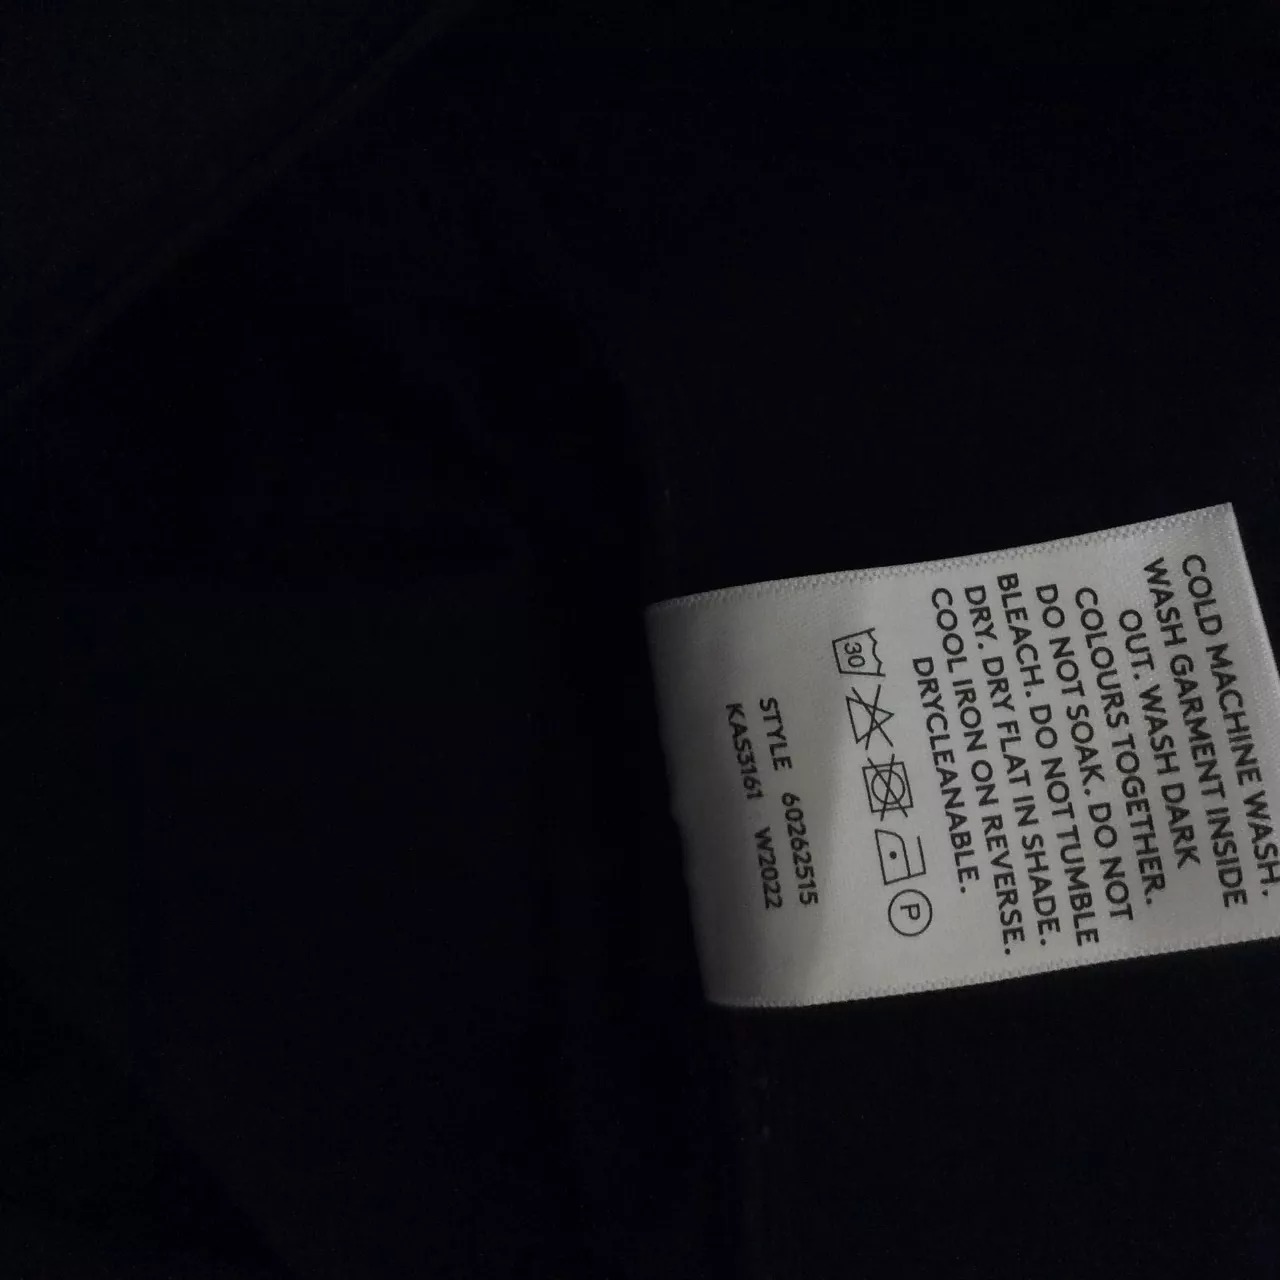 COLD MACHINE WASH.
WASH GARMENT INSIDE
OUT. WASH DARK
COLOURS TOGETHER.
DO NOT SOAK. DO NOT
BLEACH. DO NOT TUMBLE
DRY. DRY FLAT IN SHADE.
COOL IRON ON REVERSE.
DRYCLEANABLE.
30
P
STYLE 60262515
KAS3161 W2022